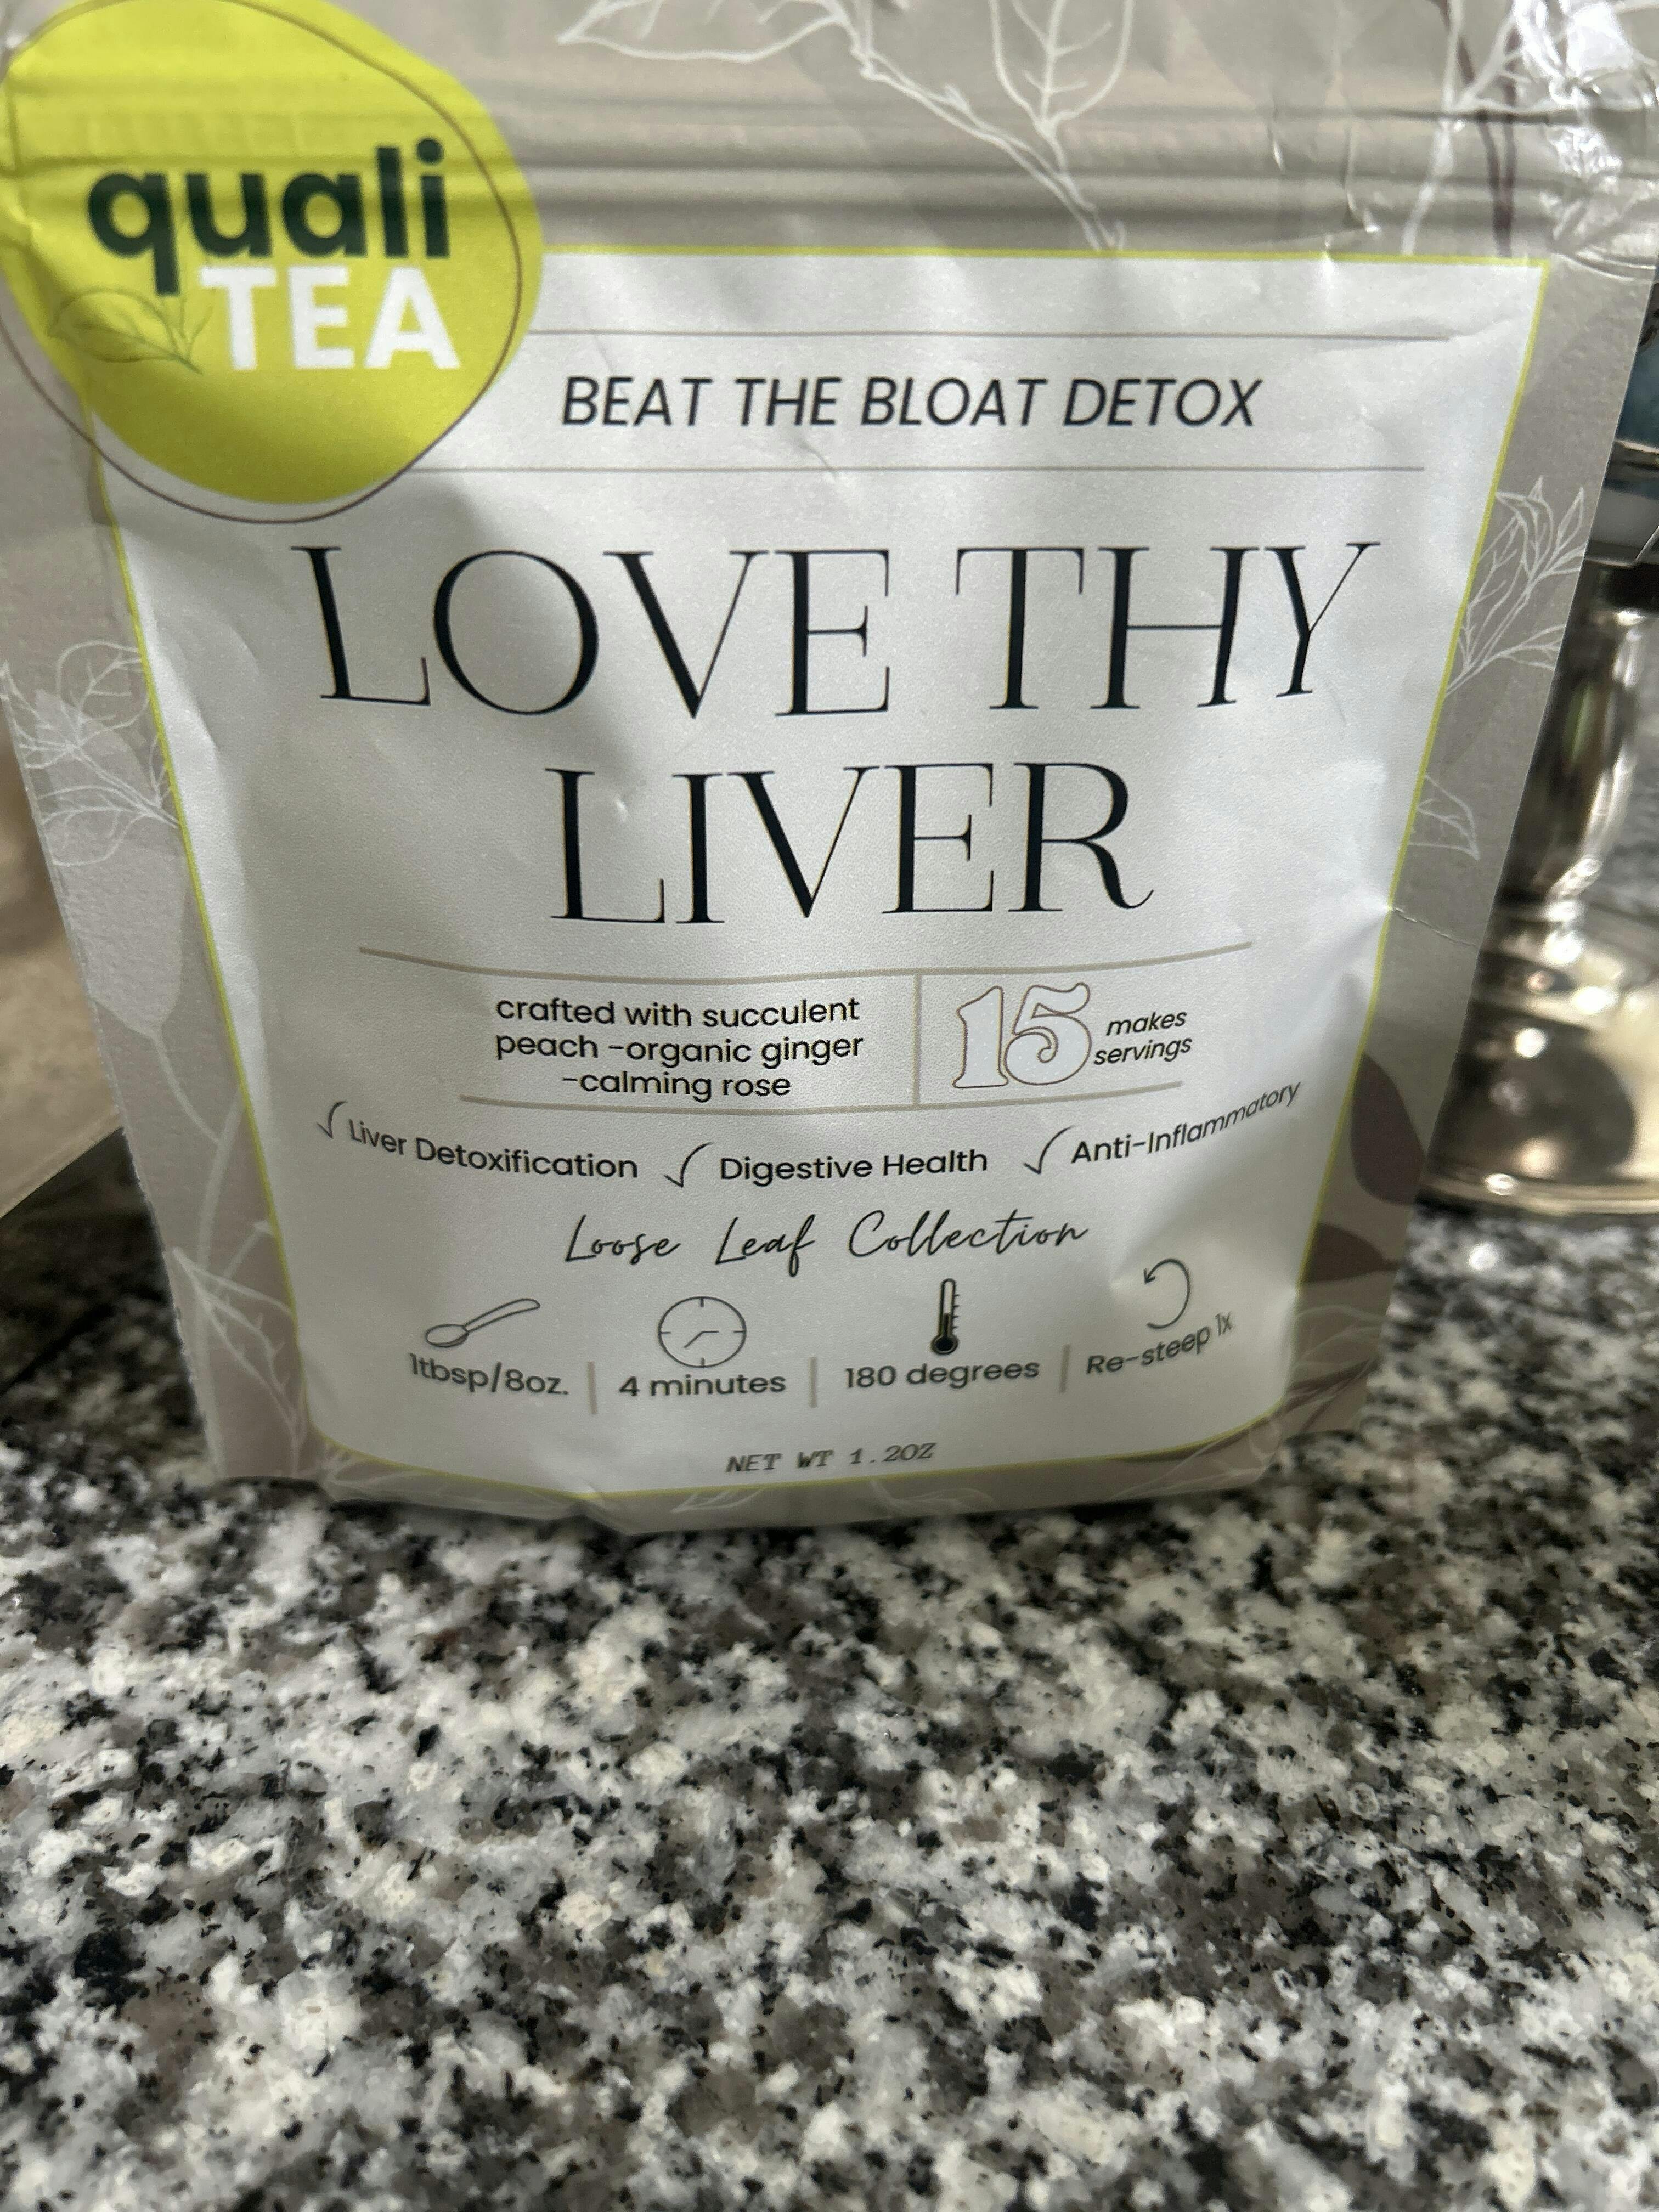 quali
TEA
BEAT THE BLOAT DETOX
LOVE THY
LIVER
crafted with succulent
peach -organic ginger
-calming rose
15
makes
servings
Liver Detoxification
Digestive Health
Anti-Inflammatory
Loose Leaf Collection
1tbsp/8oz.
4 minutes
180 degrees
Re-steep 1x
NET WT 1.2OZ